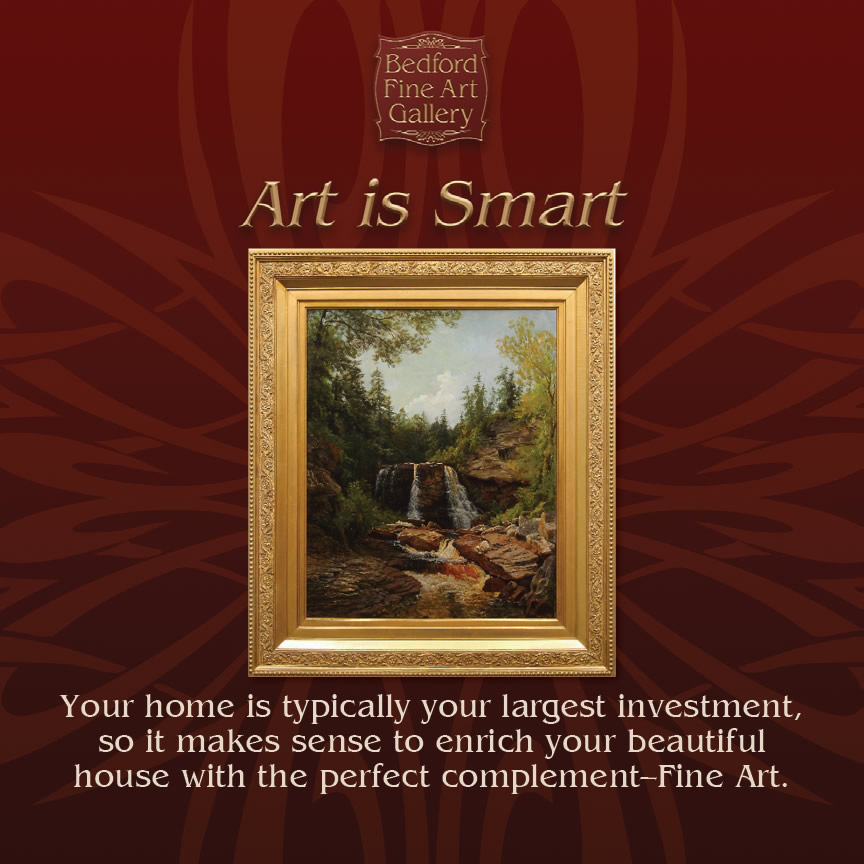 Bedford
Fine Art
Gallery
Art is Smart
Your home is typically your largest investment,
so it makes sense to enrich your beautiful
house with the perfect complement–Fine Art.